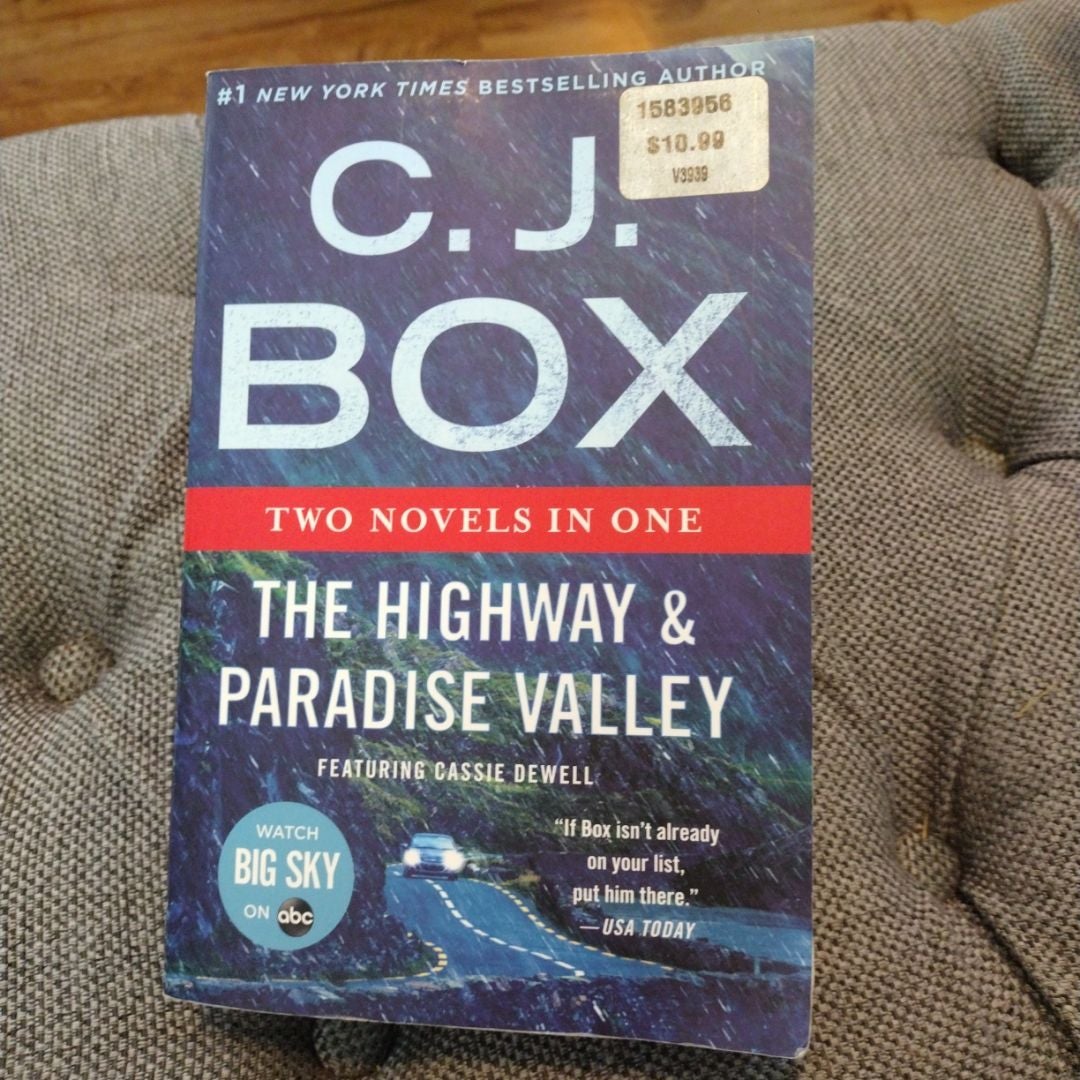 #1 NEW YORK TIMES BESTSELLING AUTHOR
1583956
$10.99
V3939
C. J.
BOX
TWO NOVELS IN ONE
THE HIGHWAY &
PARADISE VALLEY
FEATURING CASSIE DEWELL
WATCH
BIG SKY
ON abc
“If Box isn’t already
on your list,
put him there.”
—USA TODAY